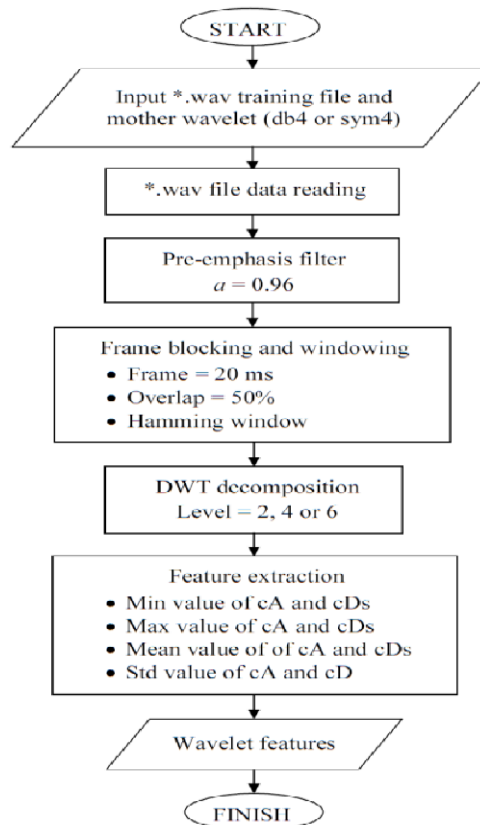 START
Input *.wav training file and
mother wavelet (db4 or sym4)
*.wav file data reading
Pre-emphasis filter
a = 0.96
Frame blocking and windowing
• Frame = 20 ms
• Overlap = 50%
• Hamming window
DWT decomposition
Level = 2, 4 or 6
Feature extraction
• Min value of cA and cDs
• Max value of cA and cDs
• Mean value of of cA and cDs
• Std value of cA and cD
Wavelet features
FINISH